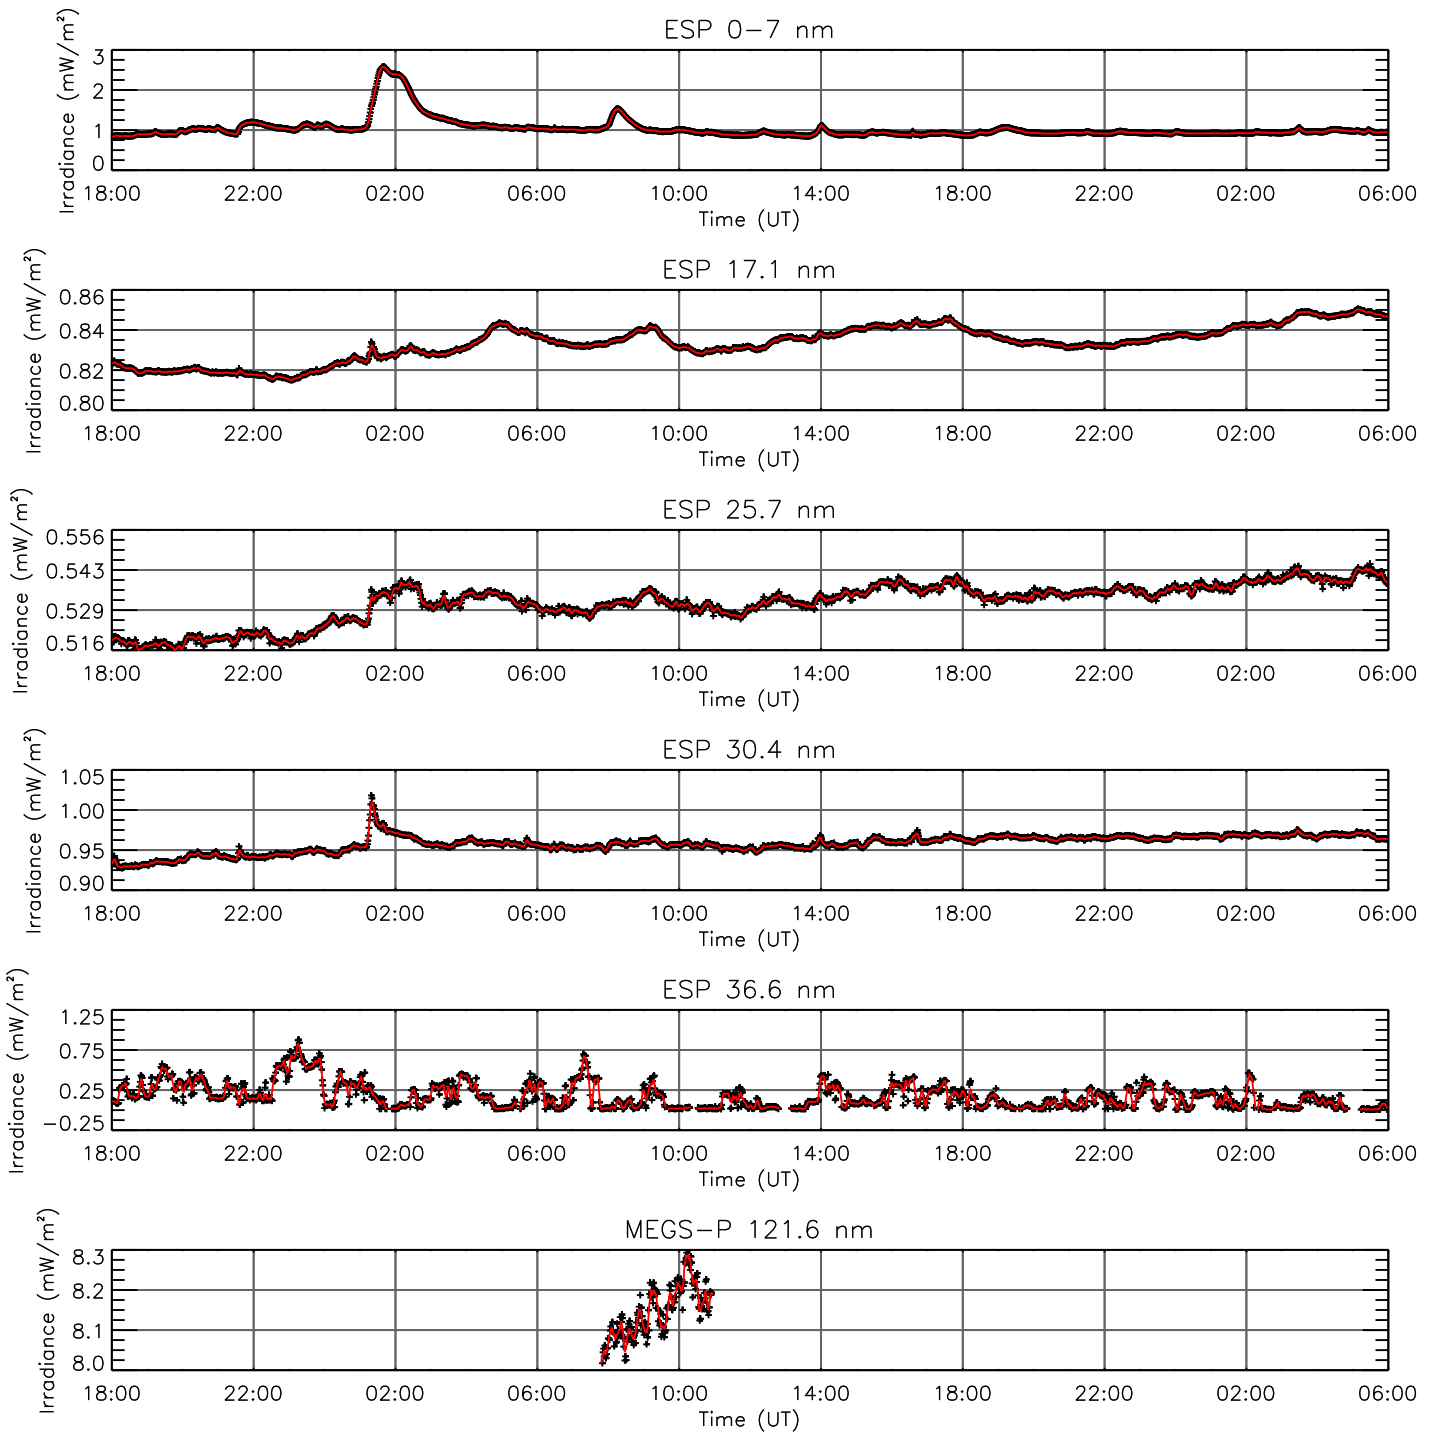 ESP 0−7 nm
Irradiance (mW/m²)
3
2
1
0
18:00 22:00 02:00 06:00 10:00 14:00 18:00 22:00 02:00 06:00
Time (UT)
ESP 17.1 nm
Irradiance (mW/m²)
0.86
0.84
0.82
0.80
18:00 22:00 02:00 06:00 10:00 14:00 18:00 22:00 02:00 06:00
Time (UT)
ESP 25.7 nm
Irradiance (mW/m²)
0.556
0.543
0.529
0.516
18:00 22:00 02:00 06:00 10:00 14:00 18:00 22:00 02:00 06:00
Time (UT)
ESP 30.4 nm
Irradiance (mW/m²)
1.05
1.00
0.95
0.90
18:00 22:00 02:00 06:00 10:00 14:00 18:00 22:00 02:00 06:00
Time (UT)
ESP 36.6 nm
Irradiance (mW/m²)
1.25
0.75
0.25
−0.25
18:00 22:00 02:00 06:00 10:00 14:00 18:00 22:00 02:00 06:00
Time (UT)
MEGS−P 121.6 nm
Irradiance (mW/m²)
8.3
8.2
8.1
8.0
18:00 22:00 02:00 06:00 10:00 14:00 18:00 22:00 02:00 06:00
Time (UT)